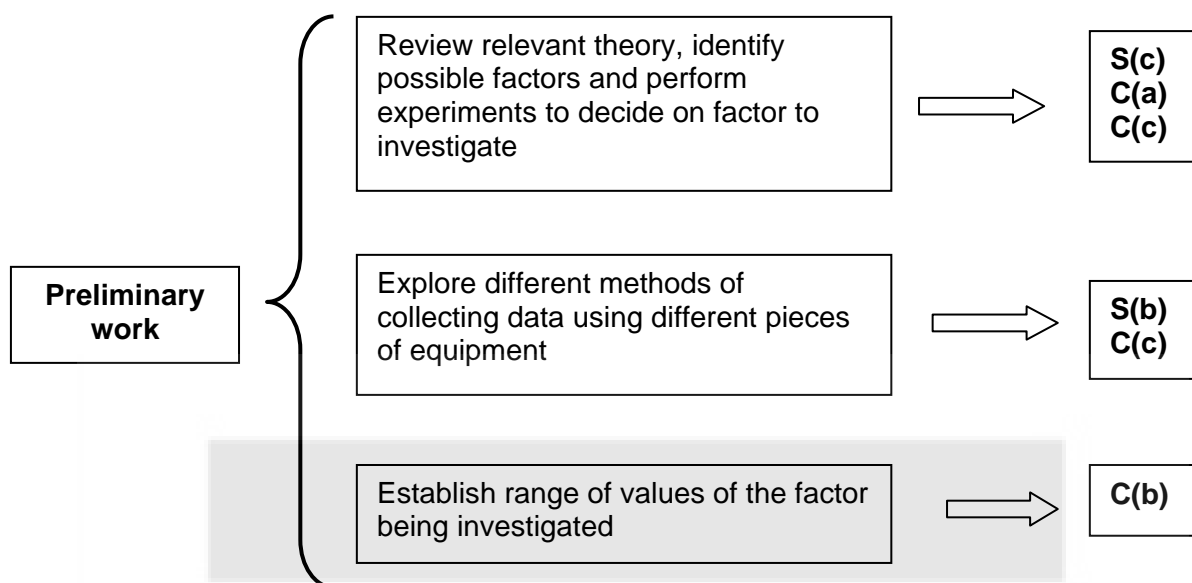 Preliminary
work
Review relevant theory, identify
possible factors and perform
experiments to decide on factor to
investigate
S(c)
C(a)
C(c)
Explore different methods of
collecting data using different pieces
of equipment
S(b)
C(c)
Establish range of values of the factor
being investigated
C(b)